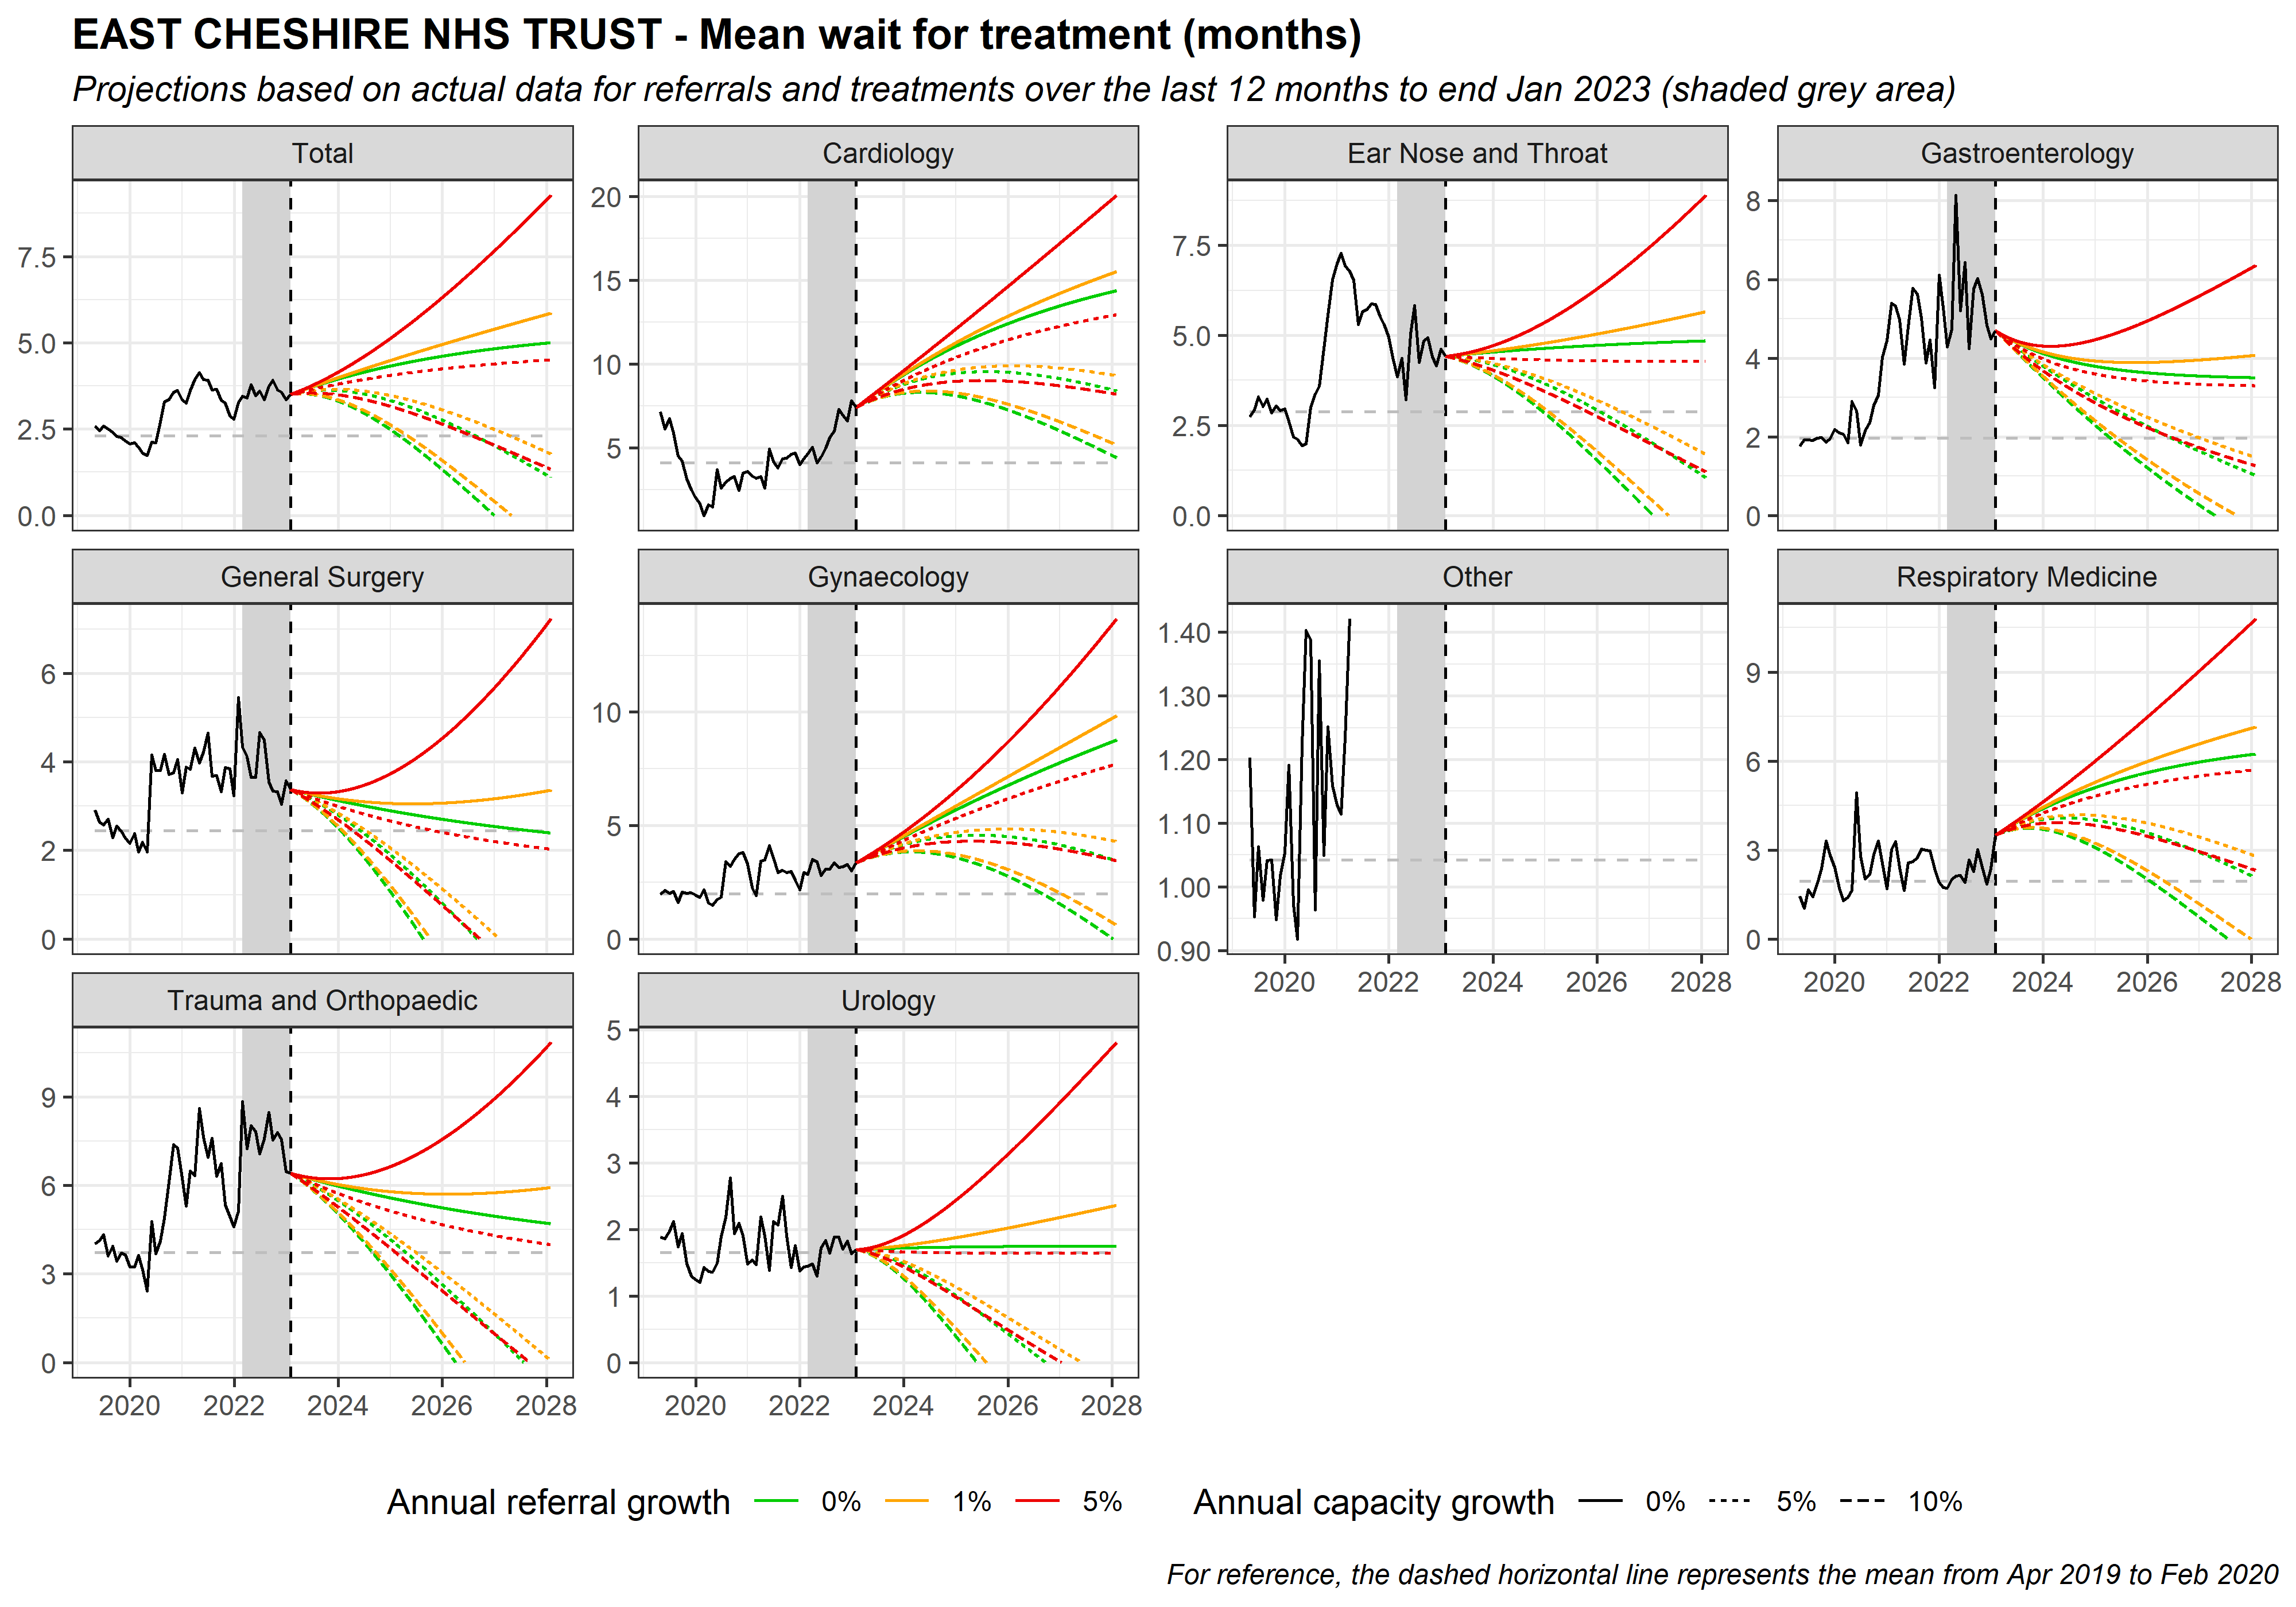 EAST CHESHIRE NHS TRUST - Mean wait for treatment (months)
Projections based on actual data for referrals and treatments over the last 12 months to end Jan 2023 (shaded grey area)
Total
Cardiology
Ear Nose and Throat
Gastroenterology
7.5
5.0
2.5
0.0
20
15
10
5
7.5
5.0
2.5
0.0
8
6
4
2
0
General Surgery
Gynaecology
Other
Respiratory Medicine
6
4
2
0
10
5
0
1.40
1.30
1.20
1.10
1.00
0.90
9
6
3
0
2020 2022 2024 2026 2028
2020 2022 2024 2026 2028
Trauma and Orthopaedic
Urology
9
6
3
0
5
4
3
2
1
0
2020 2022 2024 2026 2028
2020 2022 2024 2026 2028
Annual referral growth 0% 1% 5%
Annual capacity growth 0% 5% 10%
For reference, the dashed horizontal line represents the mean from Apr 2019 to Feb 2020